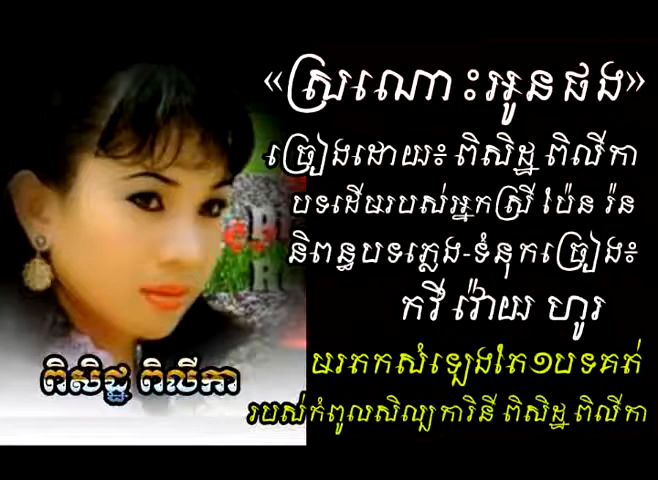 «ស្រណោះអូនផង»
ច្រៀងដោយ៖ ពិសិដ្ឋ ពិលីកា
បទដើមរបស់អ្នកស្រី ប៉ែន រ៉ន
និពន្ធបទភ្លេង-ទំនុកច្រៀង៖
កវី វ៉ោយ ហូរ
ពិសិដ្ឋ ពិលីកា
មរតកសំឡេងតែ១បទគត់
របស់កំពូលសិល្បការិនី ពិសិដ្ឋ ពិលីកា